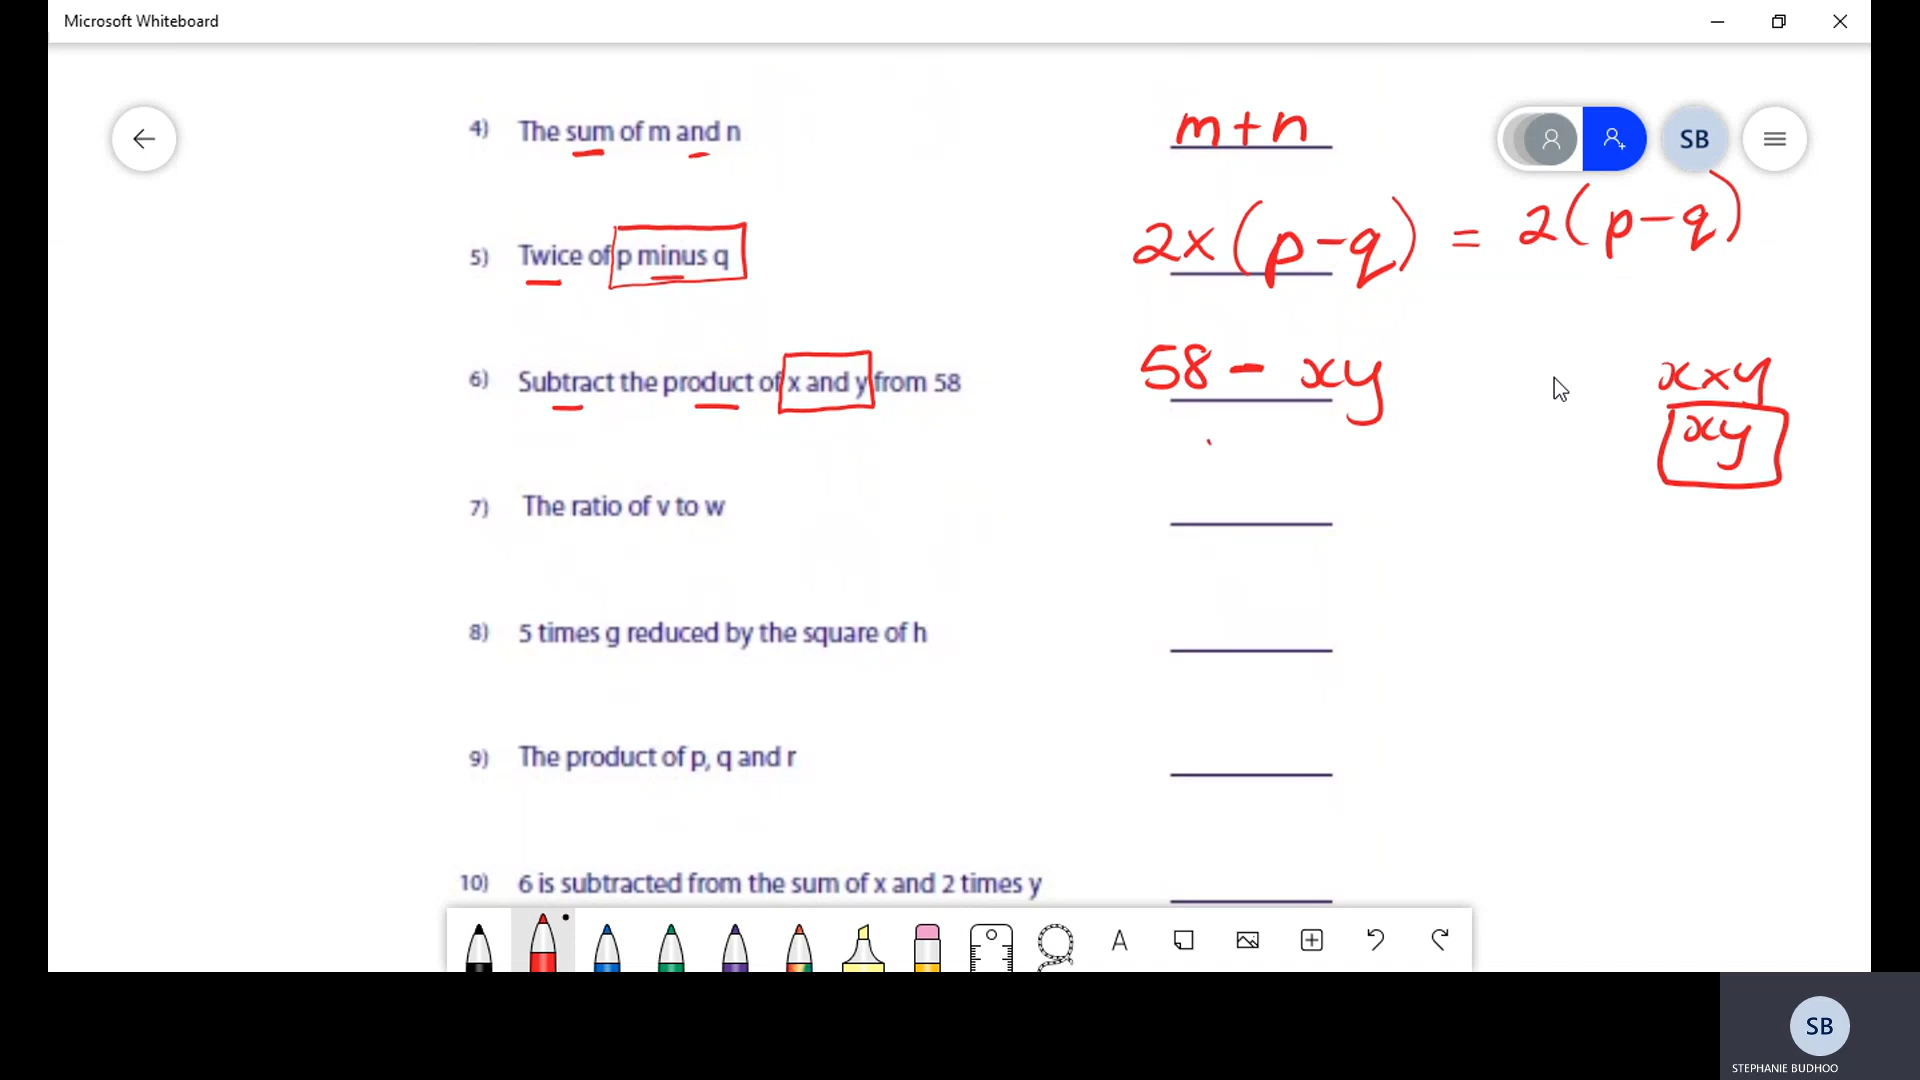 Microsoft Whiteboard
4) The sum of m and n m+n
SB
5) Twice of p minus q 2x(p-q) = 2(p-q)
6) Subtract the product of x and y from 58 58 - xy
x×y
xy
7) The ratio of v to w
8) 5 times g reduced by the square of h
9) The product of p, q and r
10) 6 is subtracted from the sum of x and 2 times y
A
SB
STEPHANIE BUDHOO